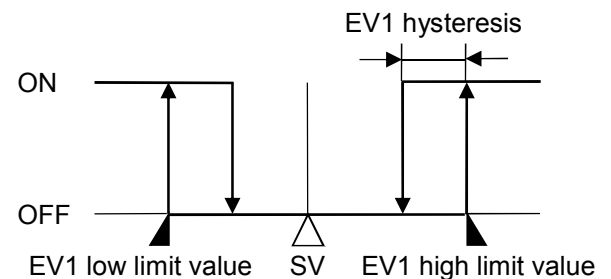 EV1 hysteresis
ON
OFF
EV1 low limit value
SV
EV1 high limit value